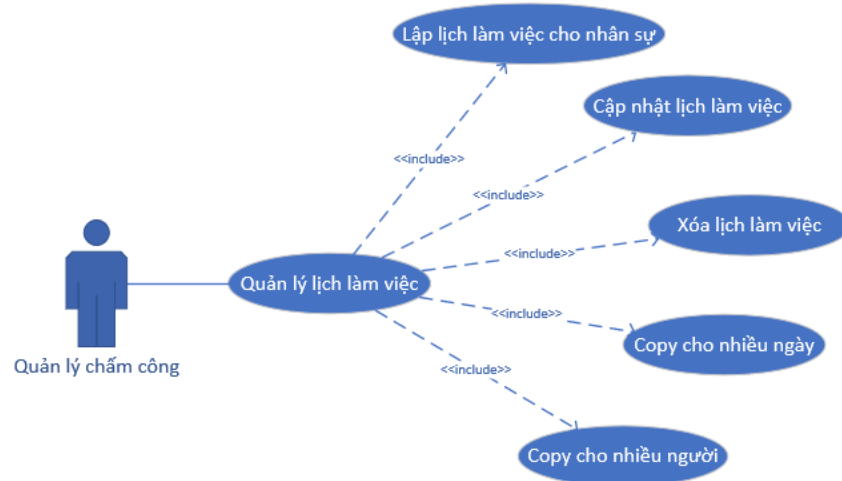 Lập lịch làm việc cho nhân sự
Cập nhật lịch làm việc
<<include>>
<<include>>
Xóa lịch làm việc
<<include>>
Quản lý lịch làm việc
<<include>>
Copy cho nhiều ngày
Quản lý chấm công
<<include>>
Copy cho nhiều người